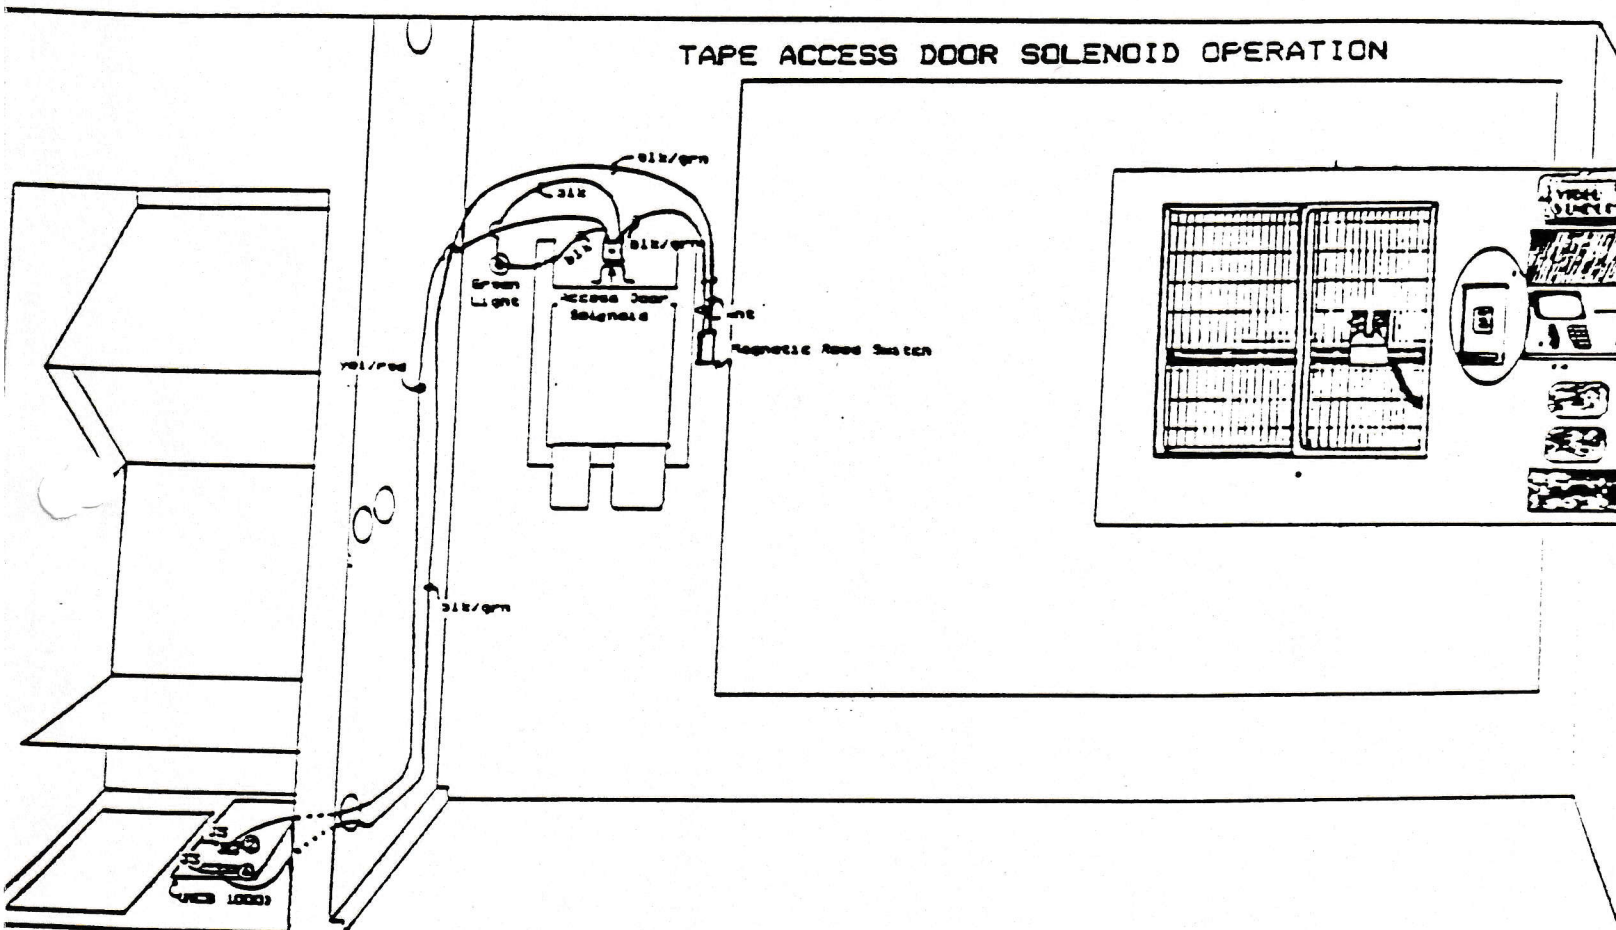 TAPE ACCESS DOOR SOLENOID OPERATION
blk/grn
blk
blk/grn
blk
Green
Light
Access Door
Solenoid
Magnetic Reed Switch
yel/red
blk/grn